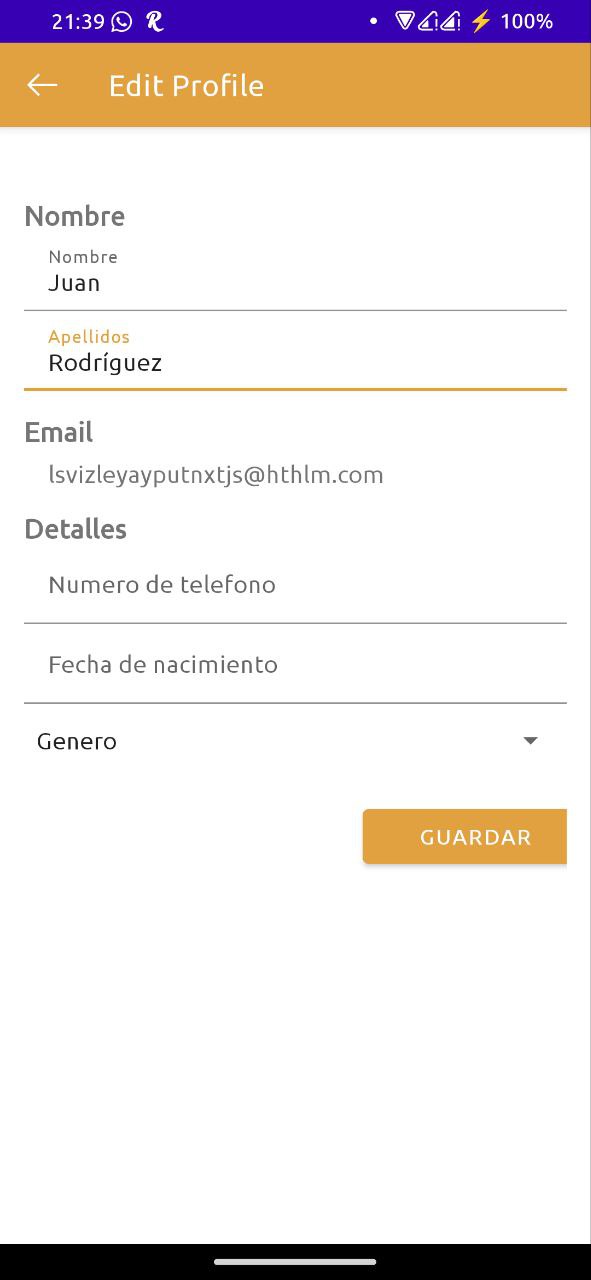 21:39 100%
Edit Profile
Nombre
Nombre
Juan
Apellidos
Rodríguez
Email
lsvizleyayputnxtjs@hthlm.com
Detalles
Numero de telefono
Fecha de nacimiento
Genero
GUARDAR